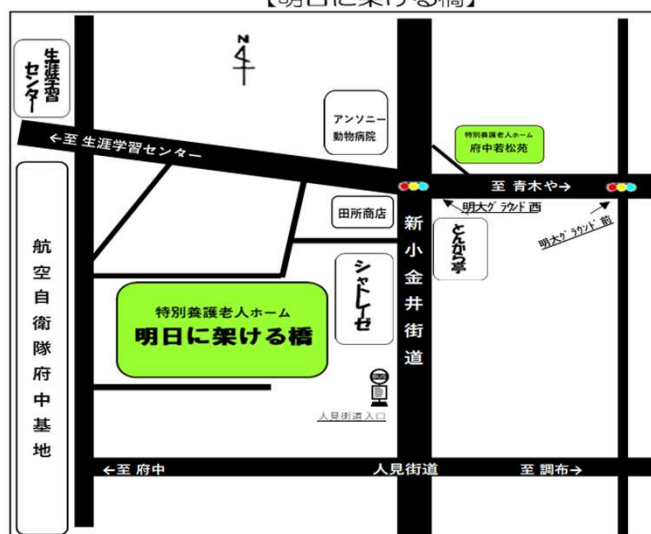 【明日に架ける橋】
生涯学習
センター
N
アンソニー
動物病院
特別養護老人ホーム
府中若松苑
←至 生涯学習センター
至 青木や→
明大グラウンド西
明大グラウンド前
田所商店
新小金井街道
とんから亭
シャトレーゼ
航空自衛隊府中基地
特別養護老人ホーム
明日に架ける橋
BUS
人見街道入口
←至 府中
人見街道
至 調布→